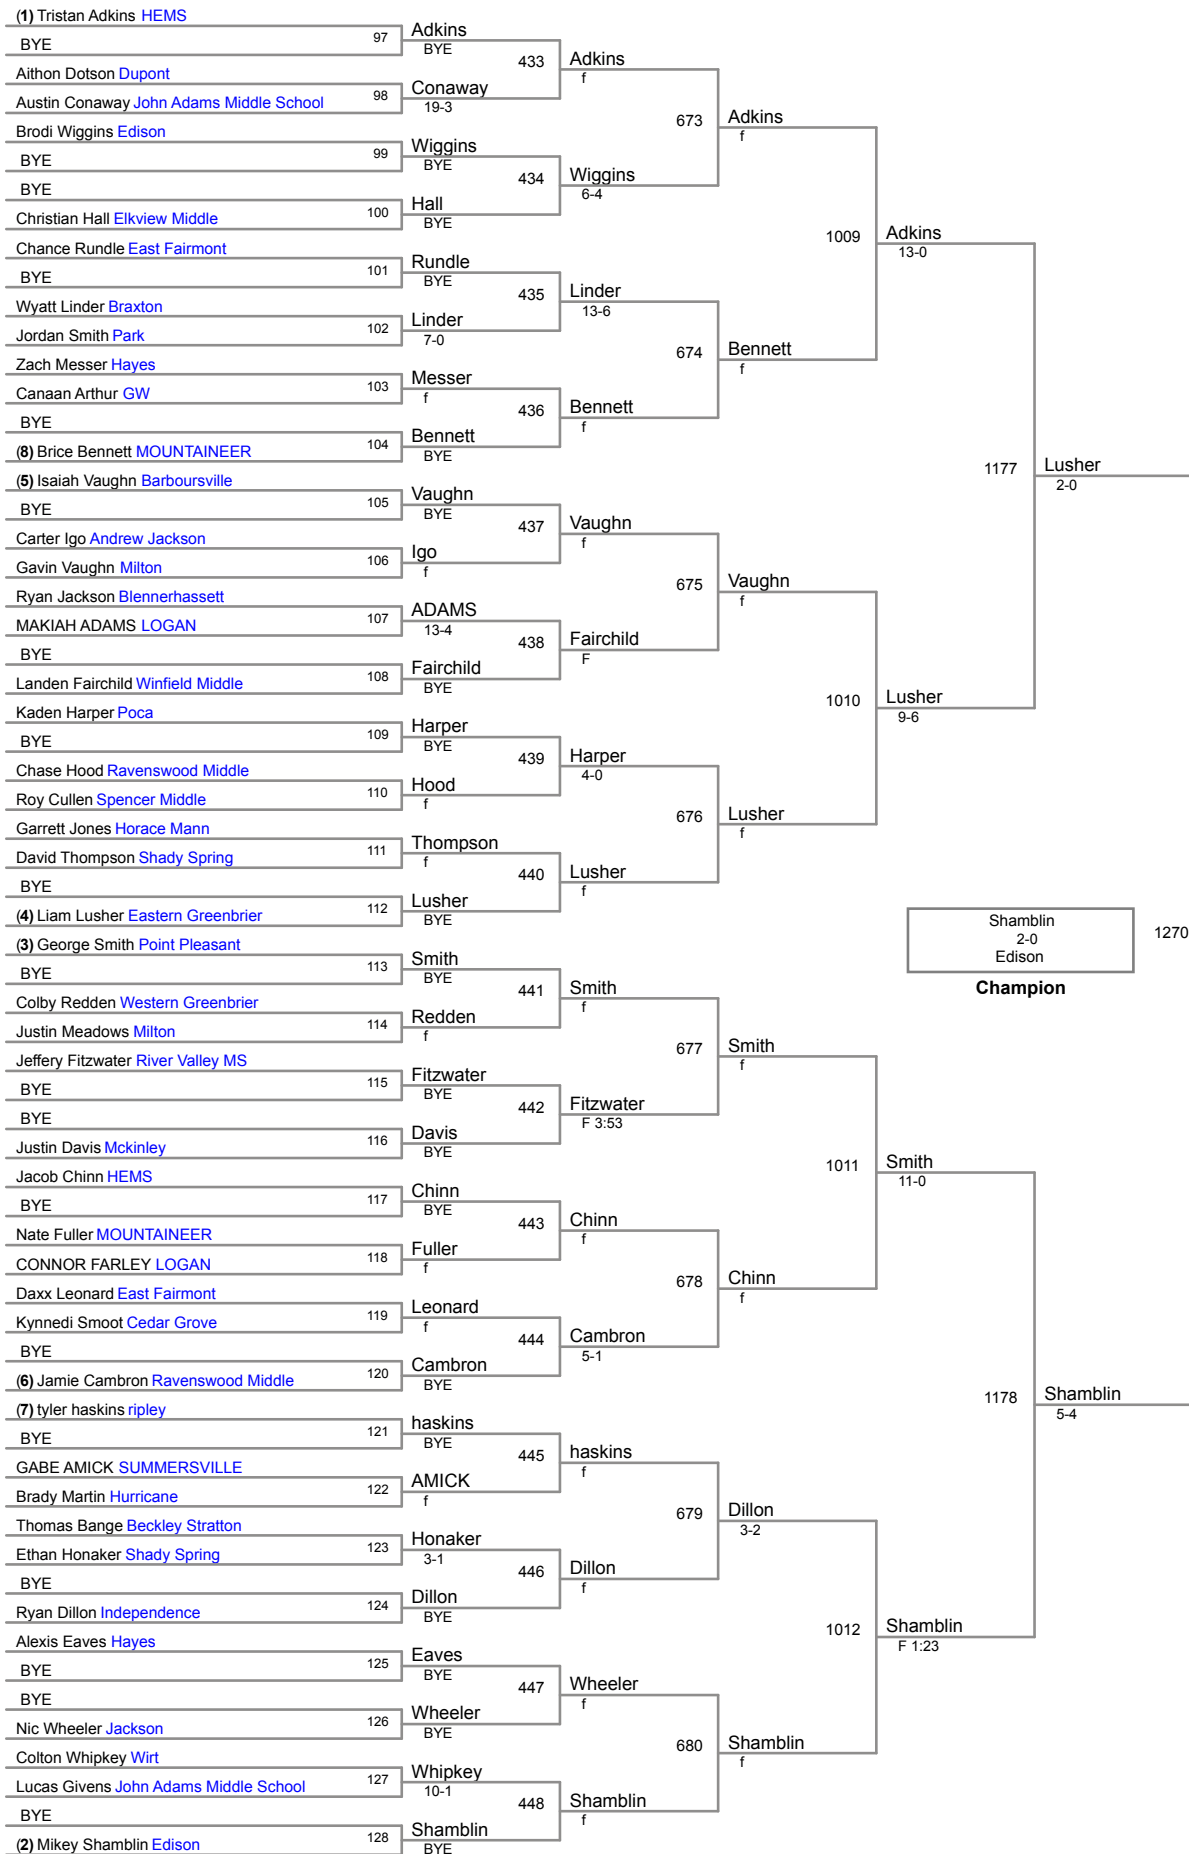 (1) Tristan Adkins HEMS
BYE
97
Adkins
BYE
433
Adkins
f
Aithon Dotson Dupont
Austin Conaway John Adams Middle School
98
Conaway
19-3
673
Adkins
f
Brodi Wiggins Edison
BYE
99
Wiggins
BYE
434
Wiggins
6-4
BYE
Christian Hall Elkview Middle
100
Hall
BYE
1009
Adkins
13-0
Chance Rundle East Fairmont
BYE
101
Rundle
BYE
435
Linder
13-6
Wyatt Linder Braxton
Jordan Smith Park
102
Linder
7-0
674
Bennett
f
Zach Messer Hayes
Canaan Arthur GW
103
Messer
f
436
Bennett
f
BYE
(8) Brice Bennett MOUNTAINEER
104
Bennett
BYE
1177
Lusher
2-0
(5) Isaiah Vaughn Barboursville
BYE
105
Vaughn
BYE
437
Vaughn
f
Carter Igo Andrew Jackson
Gavin Vaughn Milton
106
Igo
f
675
Vaughn
f
Ryan Jackson Blennerhassett
MAKIAH ADAMS LOGAN
107
ADAMS
13-4
438
Fairchild
F
BYE
Landen Fairchild Winfield Middle
108
Fairchild
BYE
1010
Lusher
9-6
Kaden Harper Poca
BYE
109
Harper
BYE
439
Harper
4-0
Chase Hood Ravenswood Middle
Roy Cullen Spencer Middle
110
Hood
f
676
Lusher
f
Garrett Jones Horace Mann
David Thompson Shady Spring
111
Thompson
f
440
Lusher
f
BYE
(4) Liam Lusher Eastern Greenbrier
112
Lusher
BYE
Shamblin
2-0
Edison
1270
Champion
(3) George Smith Point Pleasant
BYE
113
Smith
BYE
441
Smith
f
Colby Redden Western Greenbrier
Justin Meadows Milton
114
Redden
f
677
Smith
f
Jeffery Fitzwater River Valley MS
BYE
115
Fitzwater
BYE
442
Fitzwater
F 3:53
BYE
Justin Davis Mckinley
116
Davis
BYE
1011
Smith
11-0
Jacob Chinn HEMS
BYE
117
Chinn
BYE
443
Chinn
f
Nate Fuller MOUNTAINEER
CONNOR FARLEY LOGAN
118
Fuller
f
678
Chinn
f
Daxx Leonard East Fairmont
Kynnedi Smoot Cedar Grove
119
Leonard
f
444
Cambron
5-1
BYE
(6) Jamie Cambron Ravenswood Middle
120
Cambron
BYE
1178
Shamblin
5-4
(7) tyler haskins ripley
BYE
121
haskins
BYE
445
haskins
f
GABE AMICK SUMMERSVILLE
Brady Martin Hurricane
122
AMICK
f
679
Dillon
3-2
Thomas Bange Beckley Stratton
Ethan Honaker Shady Spring
123
Honaker
3-1
446
Dillon
f
BYE
Ryan Dillon Independence
124
Dillon
BYE
1012
Shamblin
F 1:23
Alexis Eaves Hayes
BYE
125
Eaves
BYE
447
Wheeler
f
BYE
Nic Wheeler Jackson
126
Wheeler
BYE
680
Shamblin
f
Colton Whipkey Wirt
Lucas Givens John Adams Middle School
127
Whipkey
10-1
448
Shamblin
f
BYE
(2) Mikey Shamblin Edison
128
Shamblin
BYE